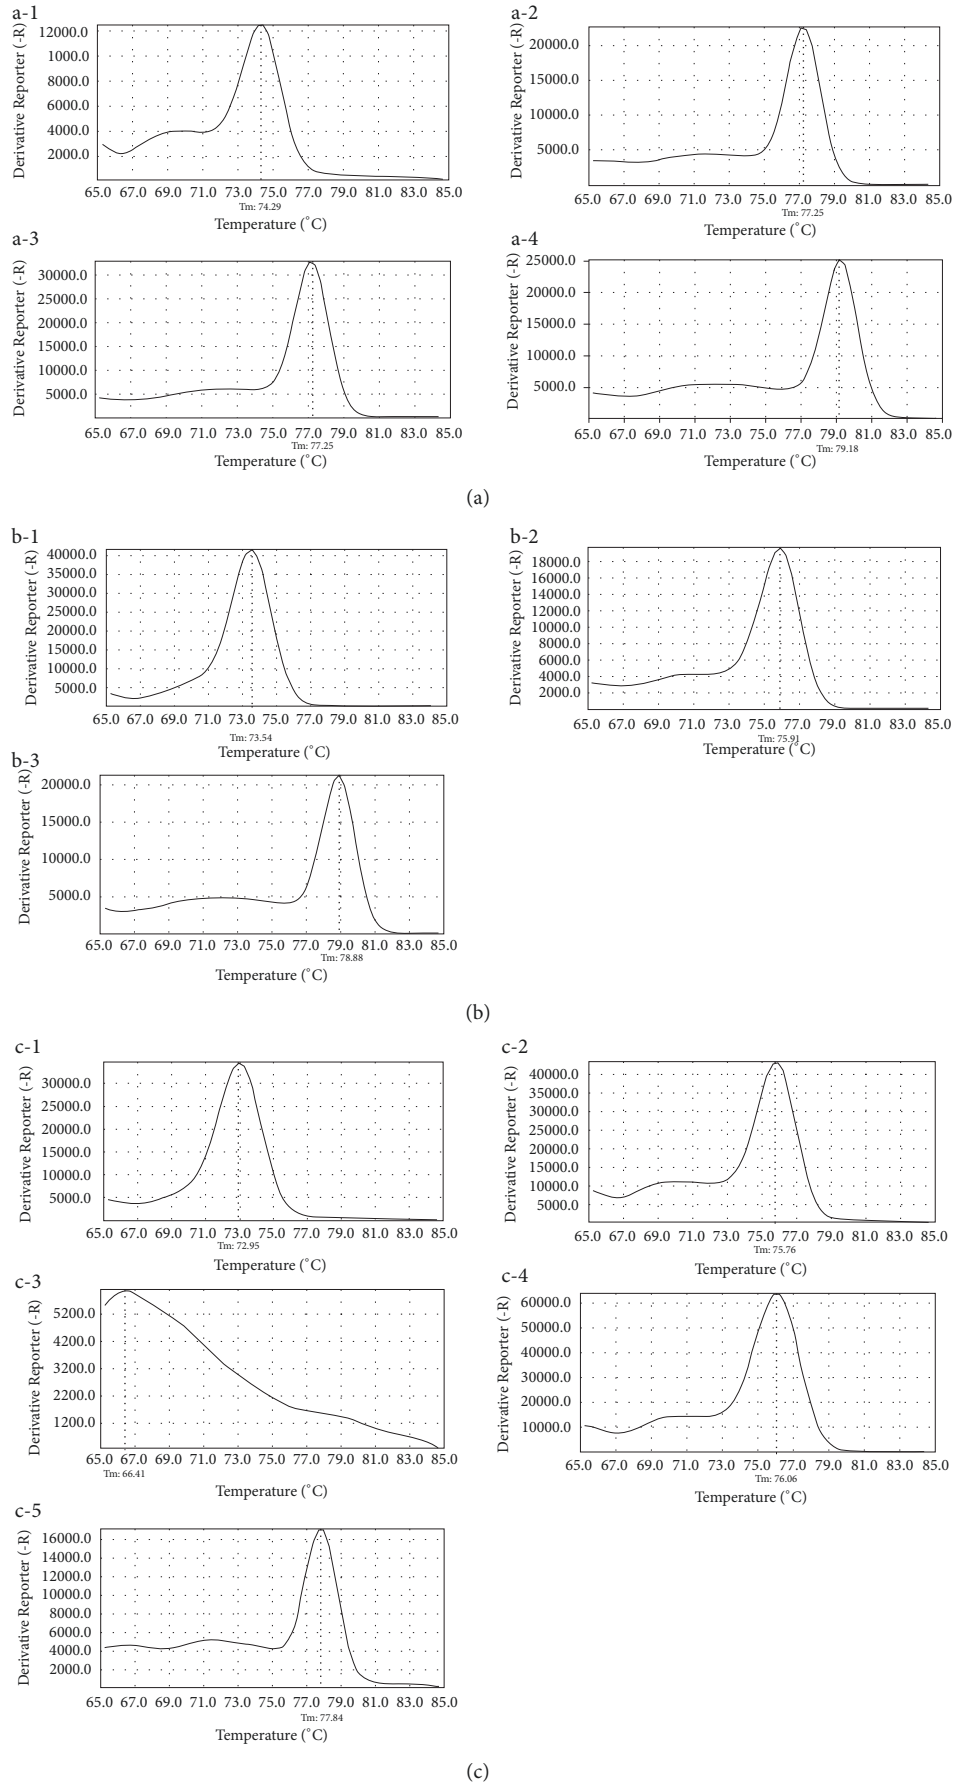 a-1
Derivative Reporter (-R)
12000.0
10000.0
8000.0
6000.0
4000.0
2000.0
65.0 67.0 69.0 71.0 73.0 75.0 77.0 79.0 81.0 83.0 85.0
Tm: 74.29
Temperature (˚C)
a-2
Derivative Reporter (-R)
20000.0
15000.0
10000.0
5000.0
65.0 67.0 69.0 71.0 73.0 75.0 77.0 79.0 81.0 83.0 85.0
Tm: 77.25
Temperature (˚C)
a-3
Derivative Reporter (-R)
30000.0
25000.0
20000.0
15000.0
10000.0
5000.0
65.0 67.0 69.0 71.0 73.0 75.0 77.0 79.0 81.0 83.0 85.0
Tm: 77.25
Temperature (˚C)
a-4
Derivative Reporter (-R)
25000.0
20000.0
15000.0
10000.0
5000.0
65.0 67.0 69.0 71.0 73.0 75.0 77.0 79.0 81.0 83.0 85.0
Tm: 79.18
Temperature (˚C)
(a)
b-1
Derivative Reporter (-R)
40000.0
35000.0
30000.0
25000.0
20000.0
15000.0
10000.0
5000.0
65.0 67.0 69.0 71.0 73.0 75.0 77.0 79.0 81.0 83.0 85.0
Tm: 73.54
Temperature (˚C)
b-2
Derivative Reporter (-R)
18000.0
16000.0
14000.0
12000.0
10000.0
8000.0
6000.0
4000.0
2000.0
65.0 67.0 69.0 71.0 73.0 75.0 77.0 79.0 81.0 83.0 85.0
Tm: 75.91
Temperature (˚C)
b-3
Derivative Reporter (-R)
20000.0
15000.0
10000.0
5000.0
65.0 67.0 69.0 71.0 73.0 75.0 77.0 79.0 81.0 83.0 85.0
Tm: 78.88
Temperature (˚C)
(b)
c-1
Derivative Reporter (-R)
30000.0
25000.0
20000.0
15000.0
10000.0
5000.0
65.0 67.0 69.0 71.0 73.0 75.0 77.0 79.0 81.0 83.0 85.0
Tm: 72.95
Temperature (˚C)
c-2
Derivative Reporter (-R)
40000.0
35000.0
30000.0
25000.0
20000.0
15000.0
10000.0
5000.0
65.0 67.0 69.0 71.0 73.0 75.0 77.0 79.0 81.0 83.0 85.0
Tm: 75.76
Temperature (˚C)
c-3
Derivative Reporter (-R)
5200.0
4200.0
3200.0
2200.0
1200.0
65.0 67.0 69.0 71.0 73.0 75.0 77.0 79.0 81.0 83.0 85.0
Tm: 66.41
Temperature (˚C)
c-4
Derivative Reporter (-R)
60000.0
50000.0
40000.0
30000.0
20000.0
10000.0
65.0 67.0 69.0 71.0 73.0 75.0 77.0 79.0 81.0 83.0 85.0
Tm: 76.06
Temperature (˚C)
c-5
Derivative Reporter (-R)
16000.0
14000.0
12000.0
10000.0
8000.0
6000.0
4000.0
2000.0
65.0 67.0 69.0 71.0 73.0 75.0 77.0 79.0 81.0 83.0 85.0
Tm: 77.84
Temperature (˚C)
(c)